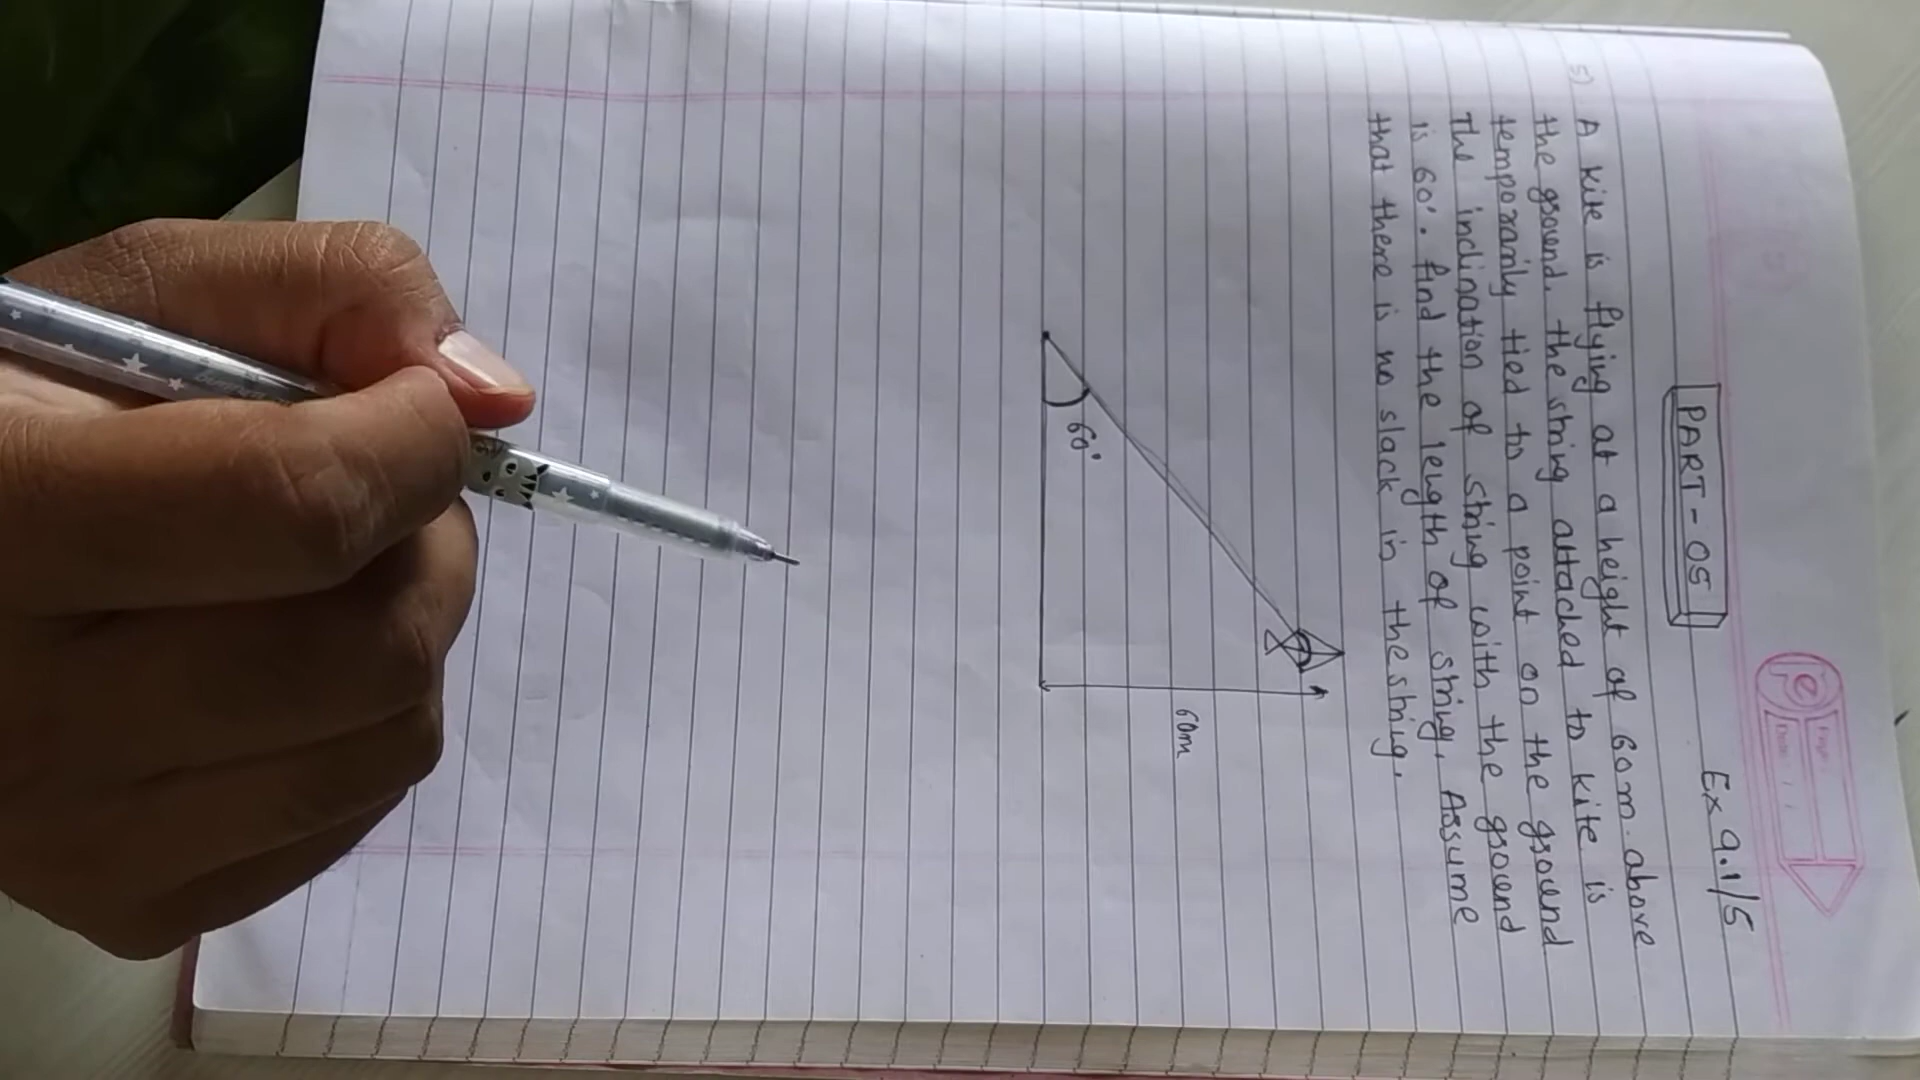 PART-05
Ex 9.1/5
5) A kite is flying at a height of 60m. above
the ground. the string attached to kite is
temporarily tied to a point on the ground
The inclination of string with the ground
is 60°. find the length of string. Assume
that there is no slack in the string.
60°
60m